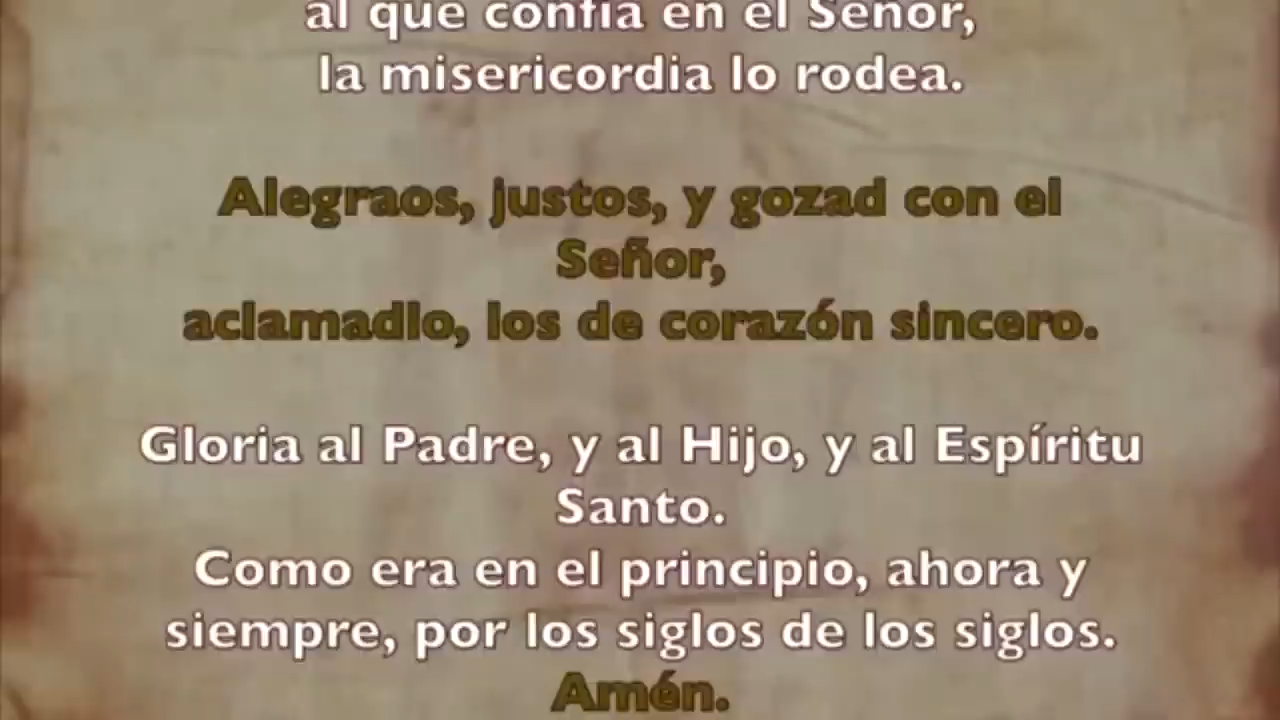 al que confía en el Señor,
la misericordia lo rodea.
Alegraos, justos, y gozad con el
Señor,
aclamadlo, los de corazón sincero.
Gloria al Padre, y al Hijo, y al Espíritu
Santo.
Como era en el principio, ahora y
siempre, por los siglos de los siglos.
Amén.